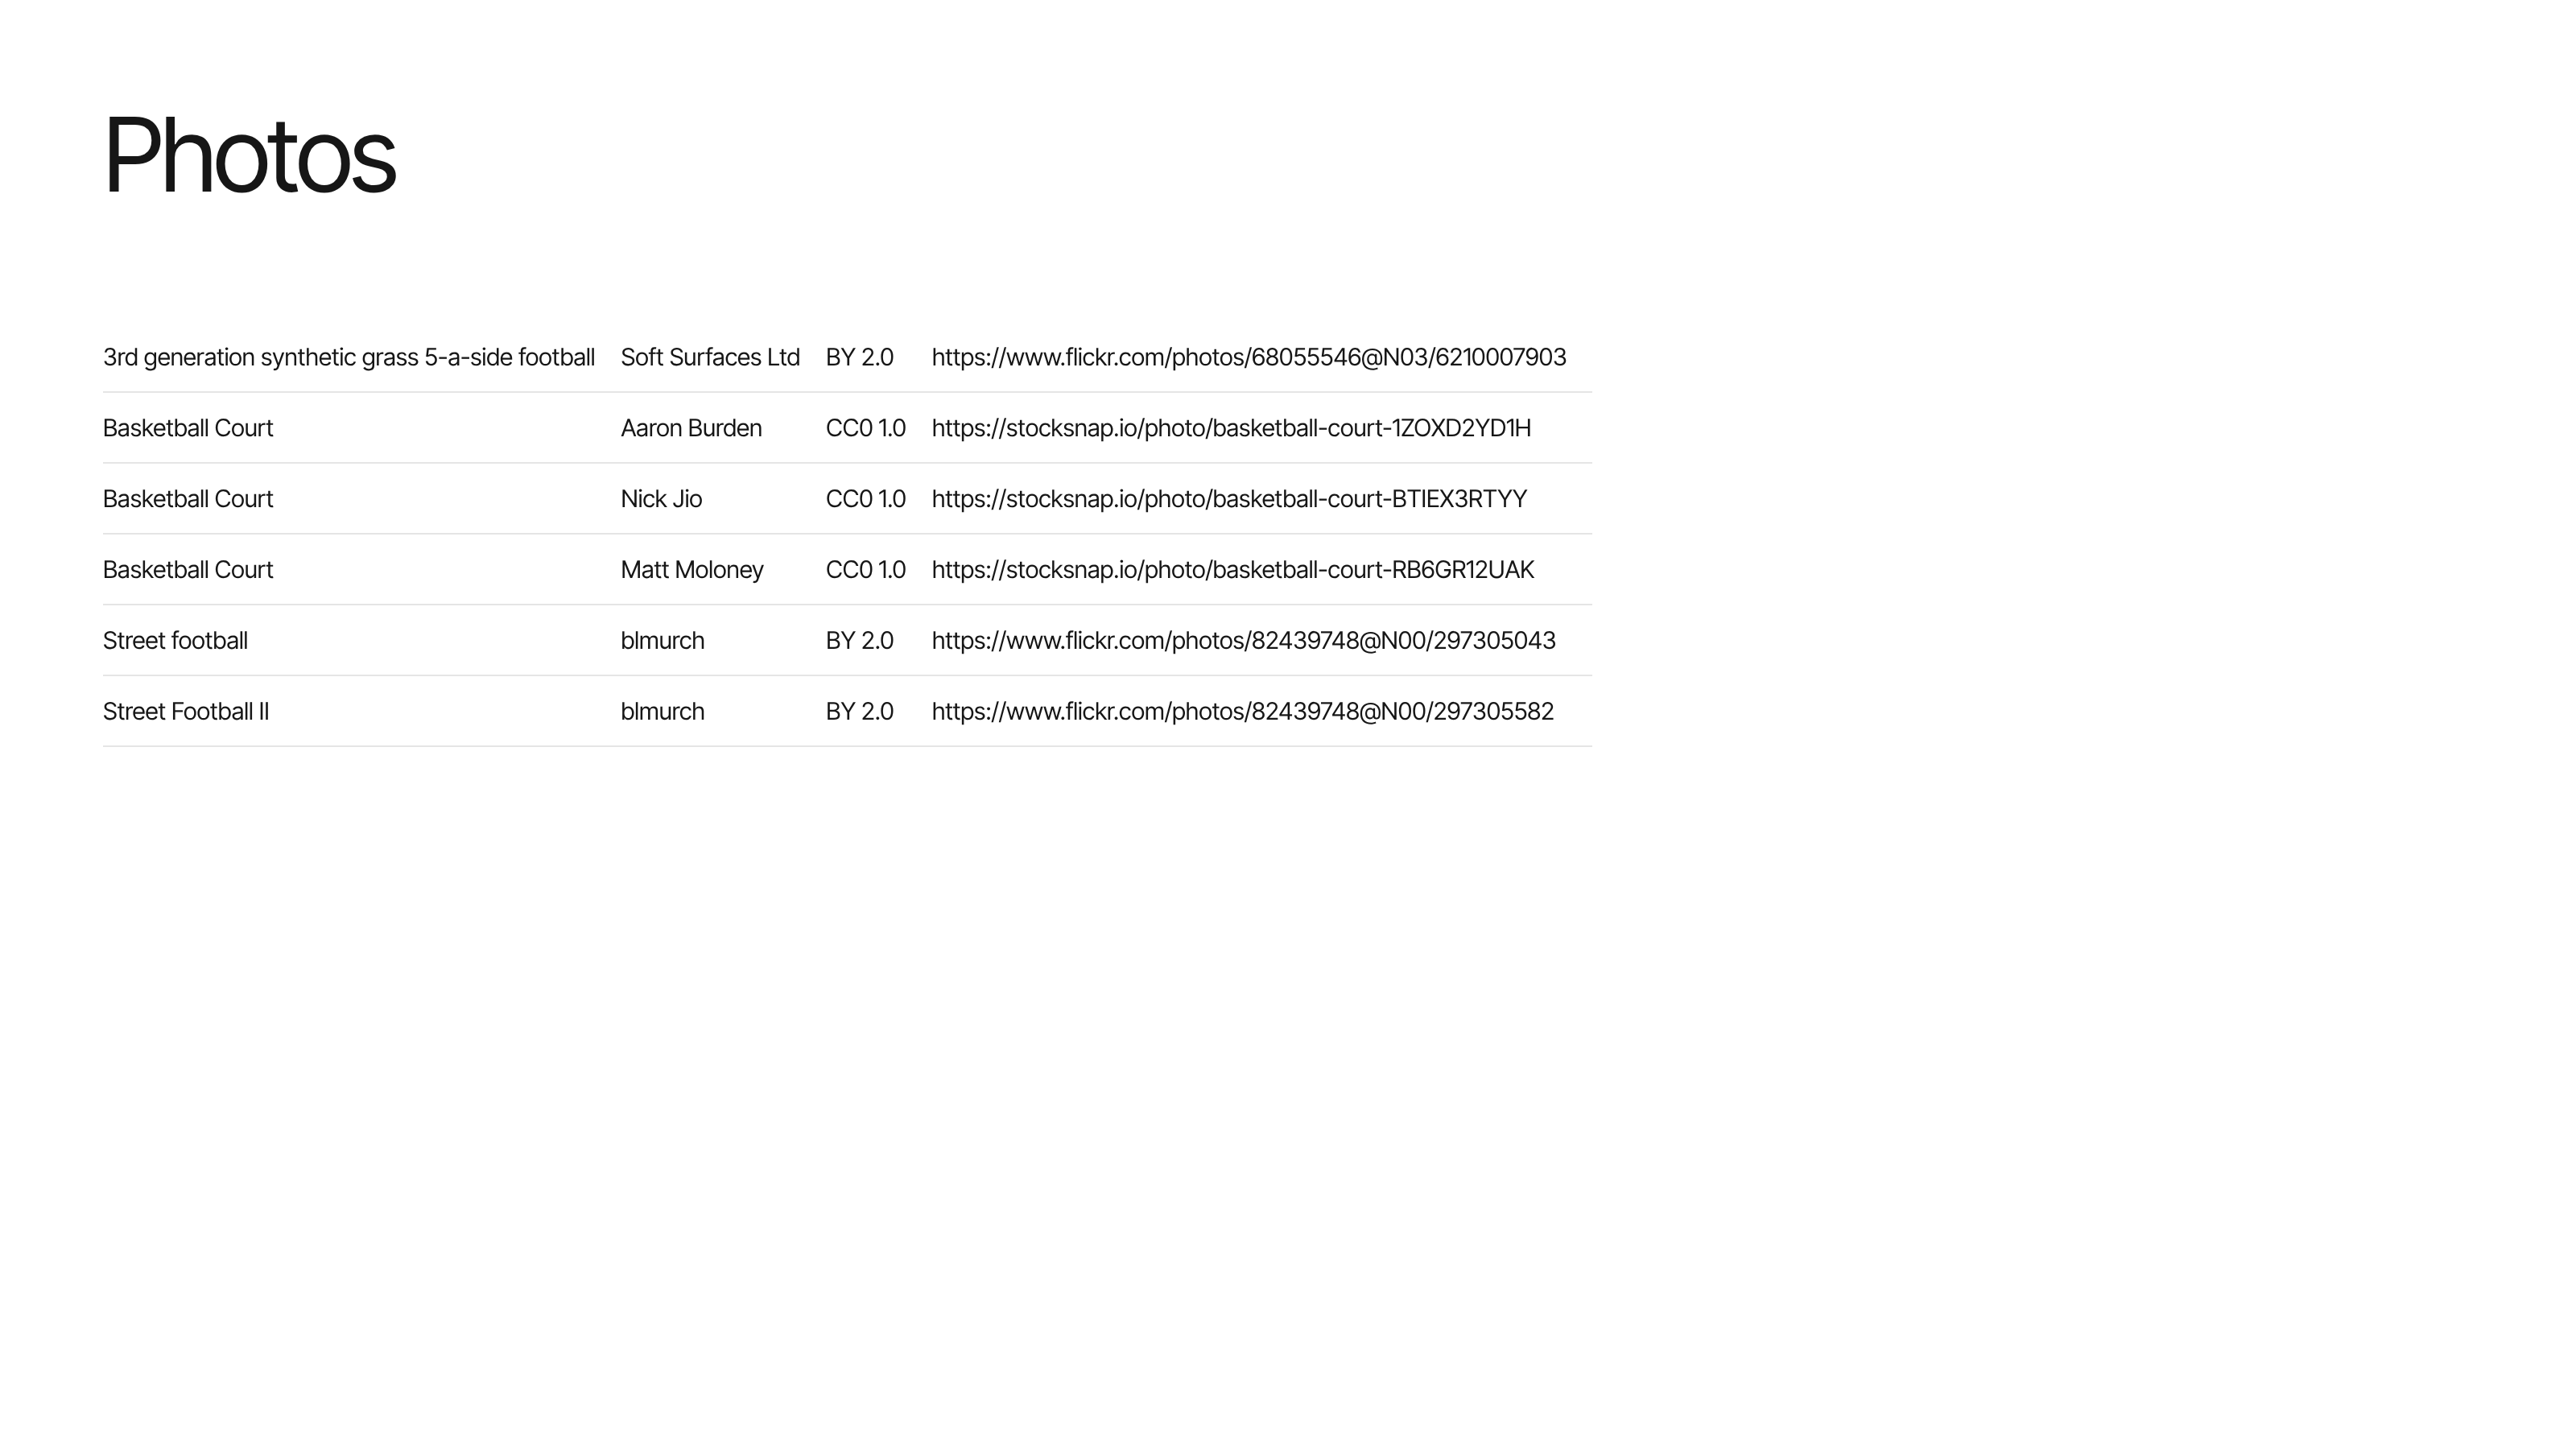 Photos
3rd generation synthetic grass 5-a-side football Soft Surfaces Ltd BY 2.0 https://www.flickr.com/photos/68055546@N03/6210007903
Basketball Court Aaron Burden CC0 1.0 https://stocksnap.io/photo/basketball-court-1ZOXD2YD1H
Basketball Court Nick Jio CC0 1.0 https://stocksnap.io/photo/basketball-court-BTIEX3RTYY
Basketball Court Matt Moloney CC0 1.0 https://stocksnap.io/photo/basketball-court-RB6GR12UAK
Street football blmurch BY 2.0 https://www.flickr.com/photos/82439748@N00/297305043
Street Football II blmurch BY 2.0 https://www.flickr.com/photos/82439748@N00/297305582